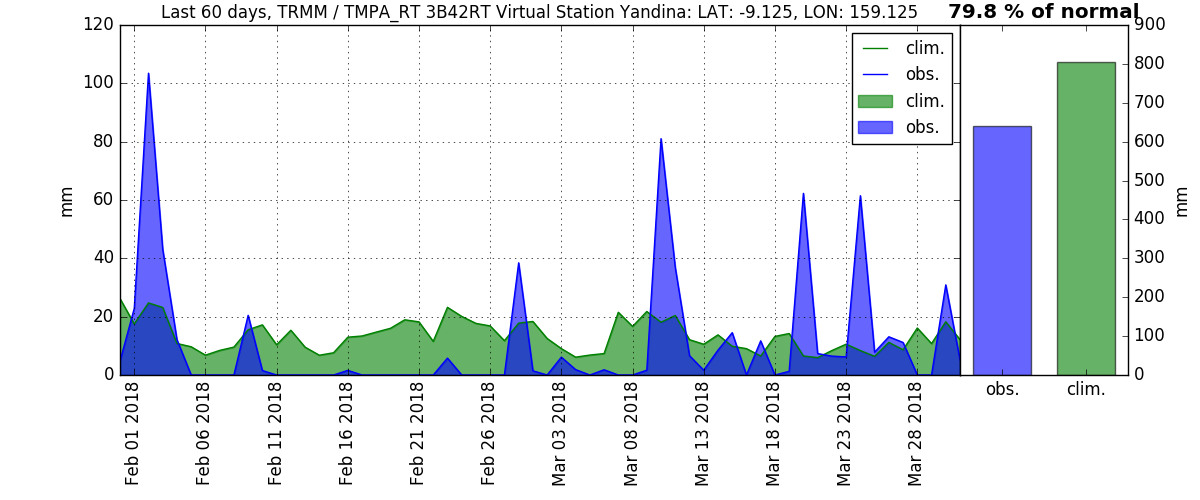 Last 60 days, TRMM / TMPA_RT 3B42RT Virtual Station Yandina: LAT: -9.125, LON: 159.125
79.8 % of normal
120
100
80
60
40
20
0
mm
clim.
obs.
clim.
obs.
900
800
700
600
500
400
300
200
100
0
mm
Feb 01 2018
Feb 06 2018
Feb 11 2018
Feb 16 2018
Feb 21 2018
Feb 26 2018
Mar 03 2018
Mar 08 2018
Mar 13 2018
Mar 18 2018
Mar 23 2018
Mar 28 2018
obs.
clim.